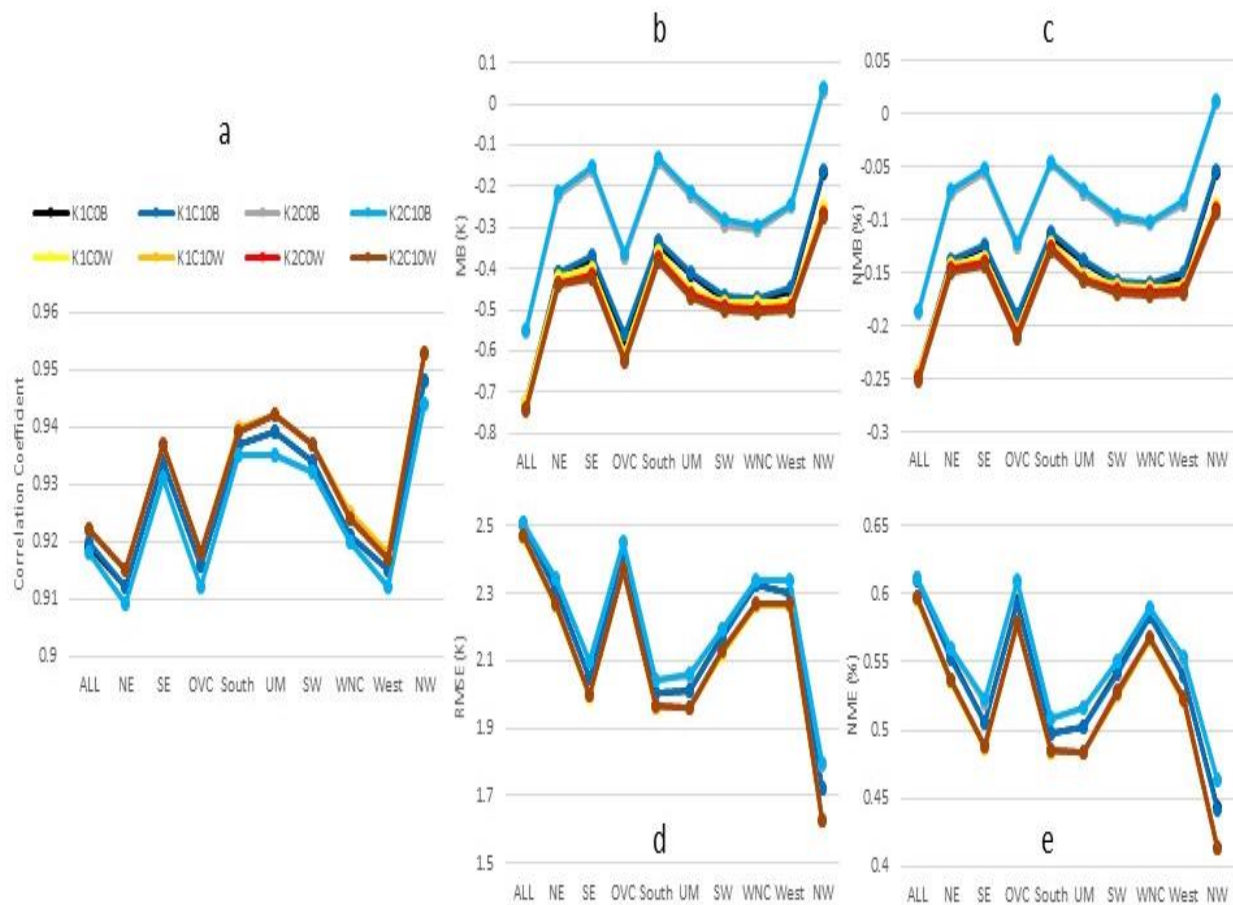 a
K1C0B K1C10B K2C0B K2C10B
K1C0W K1C10W K2C0W K2C10W
Correlation Coefficient
0.96
0.95
0.94
0.93
0.92
0.91
0.9
ALL NE SE OVC South UM SW WNC West NW
b
MB (K)
0.1
0
-0.1
-0.2
-0.3
-0.4
-0.5
-0.6
-0.7
-0.8
ALL NE SE OVC South UM SW WNC West NW
c
NMB (%)
0.05
0
-0.05
-0.1
-0.15
-0.2
-0.25
-0.3
ALL NE SE OVC South UM SW WNC West NW
RMSE (K)
2.5
2.3
2.1
1.9
1.7
1.5
d
ALL NE SE OVC South UM SW WNC West NW
NME (%)
0.65
0.6
0.55
0.5
0.45
0.4
e
ALL NE SE OVC South UM SW WNC West NW